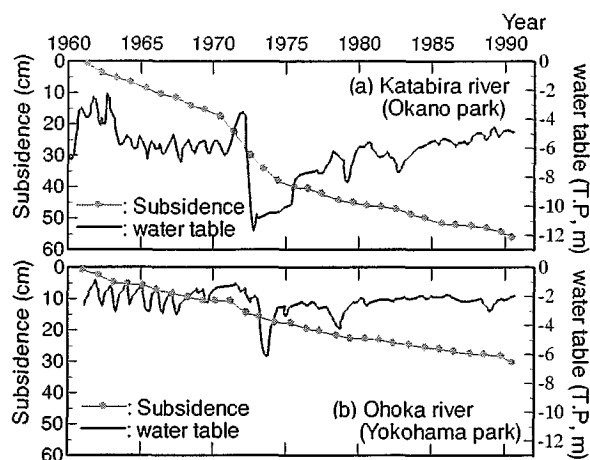 Year
1960 1965 1970 1975 1980 1985 1990
Subsidence (cm)
0
10
20
30
40
50
60
water table (T.P, m)
0
-2
-4
-6
-8
-10
-12
(a) Katabira river
(Okano park)
: Subsidence
: water table
Subsidence (cm)
0
10
20
30
40
50
60
water table (T.P, m)
0
-2
-4
-6
-8
-10
-12
: Subsidence
: water table
(b) Ohoka river
(Yokohama park)